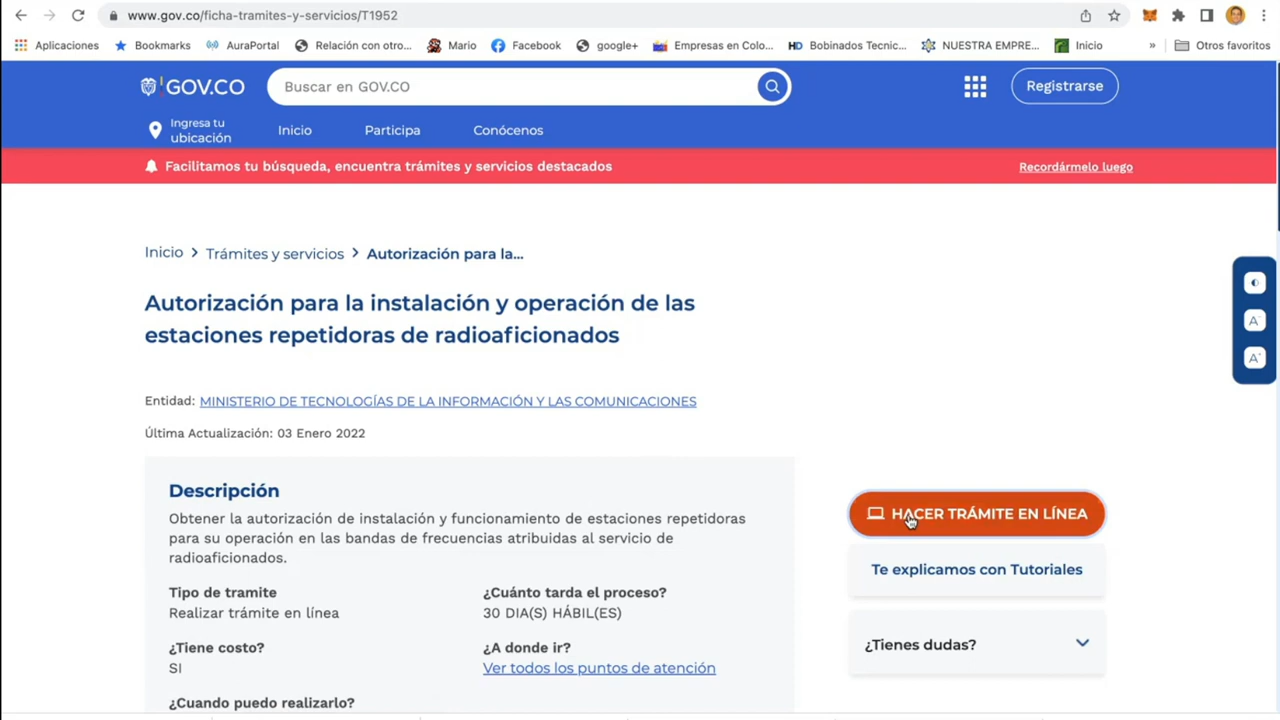 www.gov.co/ficha-tramites-y-servicios/T1952
Aplicaciones
Bookmarks
AuraPortal
Relación con otro...
Mario
Facebook
google+
Empresas en Colo...
Bobinados Tecnic...
NUESTRA EMPRE...
Inicio
»
Otros favoritos
GOV.CO
Buscar en GOV.CO
Registrarse
Ingresa tu
ubicación
Inicio
Participa
Conócenos
Facilitamos tu búsqueda, encuentra trámites y servicios destacados
Recordármelo luego
Inicio > Trámites y servicios > Autorización para la...
Autorización para la instalación y operación de las
estaciones repetidoras de radioaficionados
Entidad: MINISTERIO DE TECNOLOGÍAS DE LA INFORMACIÓN Y LAS COMUNICACIONES
Última Actualización: 03 Enero 2022
Descripción
Obtener la autorización de instalación y funcionamiento de estaciones repetidoras
para su operación en las bandas de frecuencias atribuidas al servicio de
radioaficionados.
Tipo de tramite
Realizar trámite en línea
¿Cuánto tarda el proceso?
30 DIA(S) HÁBIL(ES)
¿Tiene costo?
SI
¿A donde ir?
Ver todos los puntos de atención
¿Cuando puedo realizarlo?
HACER TRÁMITE EN LÍNEA
Te explicamos con Tutoriales
¿Tienes dudas?
A-
A+